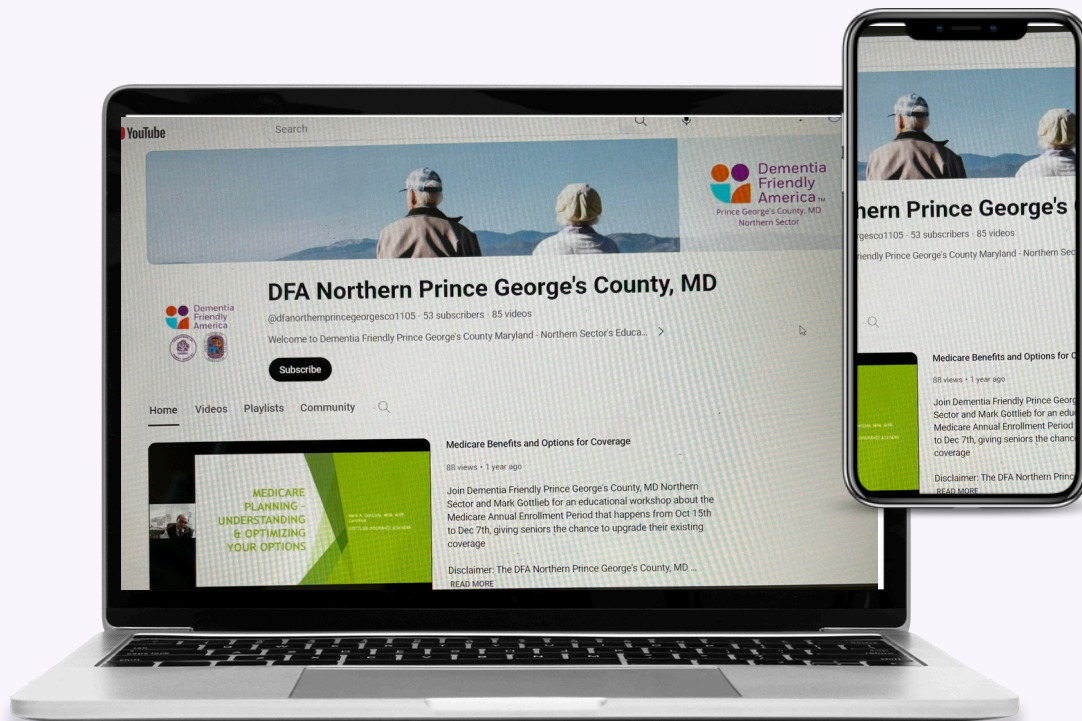 YouTube
Search
Dementia
Friendly
America™
Prince George's County, MD
Northern Sector
DFA Northern Prince George's County, MD
@dfanorthernprincegeorgesco1105 · 53 subscribers · 85 videos
Welcome to Dementia Friendly Prince George's County Maryland - Northern Sector's Educa...
Dementia
Friendly
America
Subscribe
Home Videos Playlists Community
MEDICARE
PLANNING -
UNDERSTANDING
& OPTIMIZING
YOUR OPTIONS
Medicare Benefits and Options for Coverage
88 views • 1 year ago
Join Dementia Friendly Prince George's County, MD Northern
Sector and Mark Gottlieb for an educational workshop about the
Medicare Annual Enrollment Period that happens from Oct 15th
to Dec 7th, giving seniors the chance to upgrade their existing
coverage
Disclaimer: The DFA Northern Prince George's County, MD ...
READ MORE
hern Prince George's
rgesco1105 · 53 subscribers · 85 videos
riendly Prince George's County Maryland - Northern Sec
Medicare Benefits and Options for C
88 views • 1 year ago
Join Dementia Friendly Prince Georg
Sector and Mark Gottlieb for an edu
Medicare Annual Enrollment Period
to Dec 7th, giving seniors the chanc
coverage
Disclaimer: The DFA Northern Princ
READ MORE